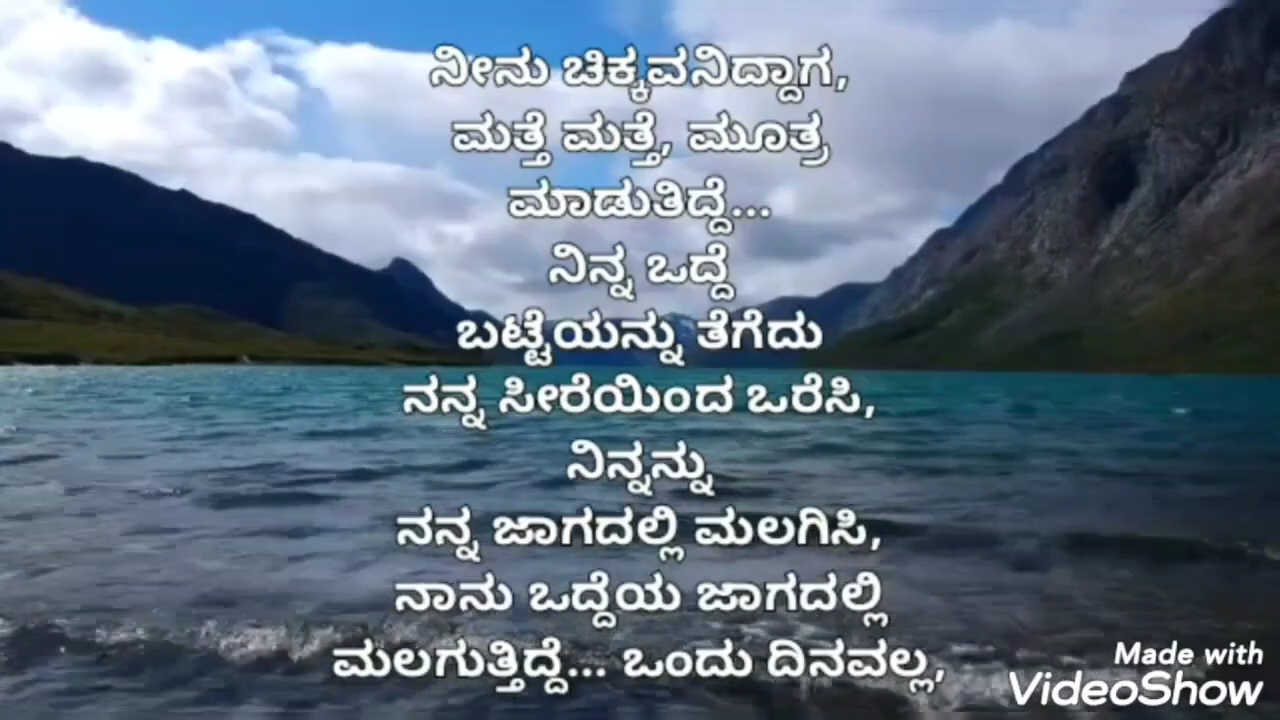 ನೀನು ಚಿಕ್ಕವನಿದ್ದಾಗ,
ಮತ್ತೆ ಮತ್ತೆ, ಮೂತ್ರ
ಮಾಡುತಿದ್ದೆ...
ನಿನ್ನ ಒದ್ದೆ
ಬಟ್ಟೆಯನ್ನು ತೆಗೆದು
ನನ್ನ ಸೀರೆಯಿಂದ ಒರೆಸಿ,
ನಿನ್ನನ್ನು
ನನ್ನ ಜಾಗದಲ್ಲಿ ಮಲಗಿಸಿ,
ನಾನು ಒದ್ದೆಯ ಜಾಗದಲ್ಲಿ
ಮಲಗುತ್ತಿದ್ದೆ... ಒಂದು ದಿನವಲ್ಲ,
Made with
VideoShow